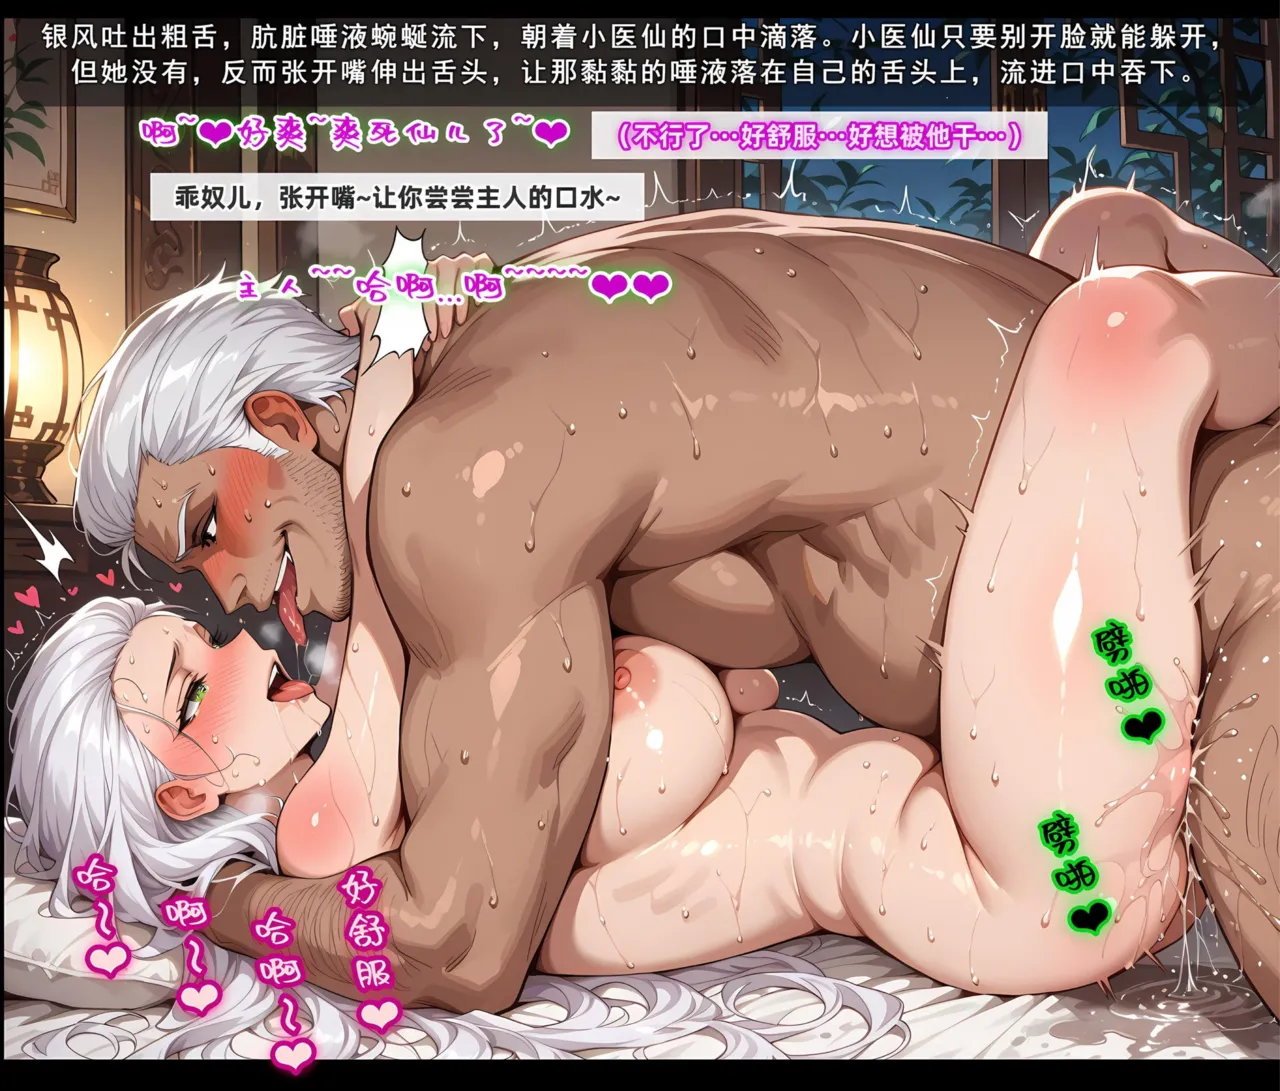 银风吐出粗舌，肮脏唾液蜿蜒流下，朝着小医仙的口中滴落。小医仙只要别开脸就能躲开，
但她没有，反而张开嘴伸出舌头，让那黏黏的唾液落在自己的舌头上，流进口中吞下。
啊~❤好爽~爽死仙儿了~❤
（不行了…好舒服…好想被他干…）
乖奴儿，张开嘴~让你尝尝主人的口水~
主人~~哈啊...啊~~~~❤❤
劈啪❤
劈啪❤
哈~❤
啊~❤
哈啊~❤
好舒服❤